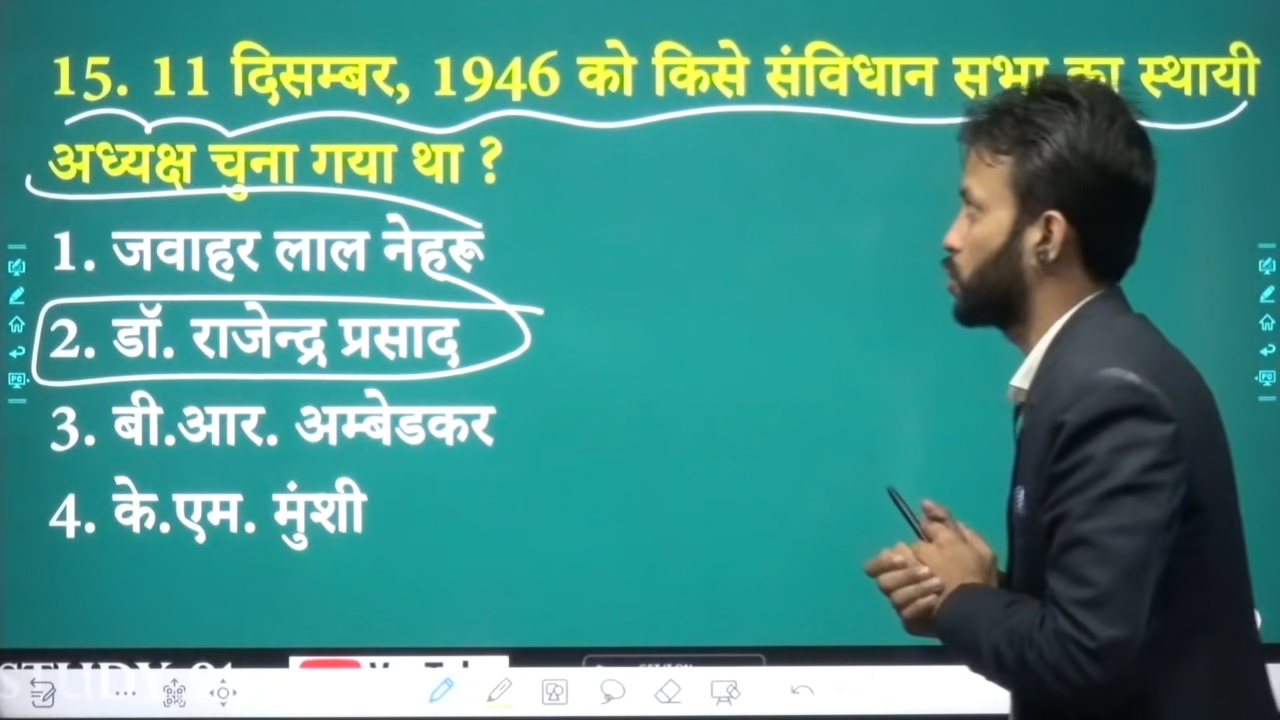 15. 11 दिसम्बर, 1946 को किसे संविधान सभा का स्थायी
अध्यक्ष चुना गया था ?
1. जवाहर लाल नेहरू
2. डॉ. राजेन्द्र प्रसाद
3. बी.आर. अम्बेडकर
4. के.एम. मुंशी